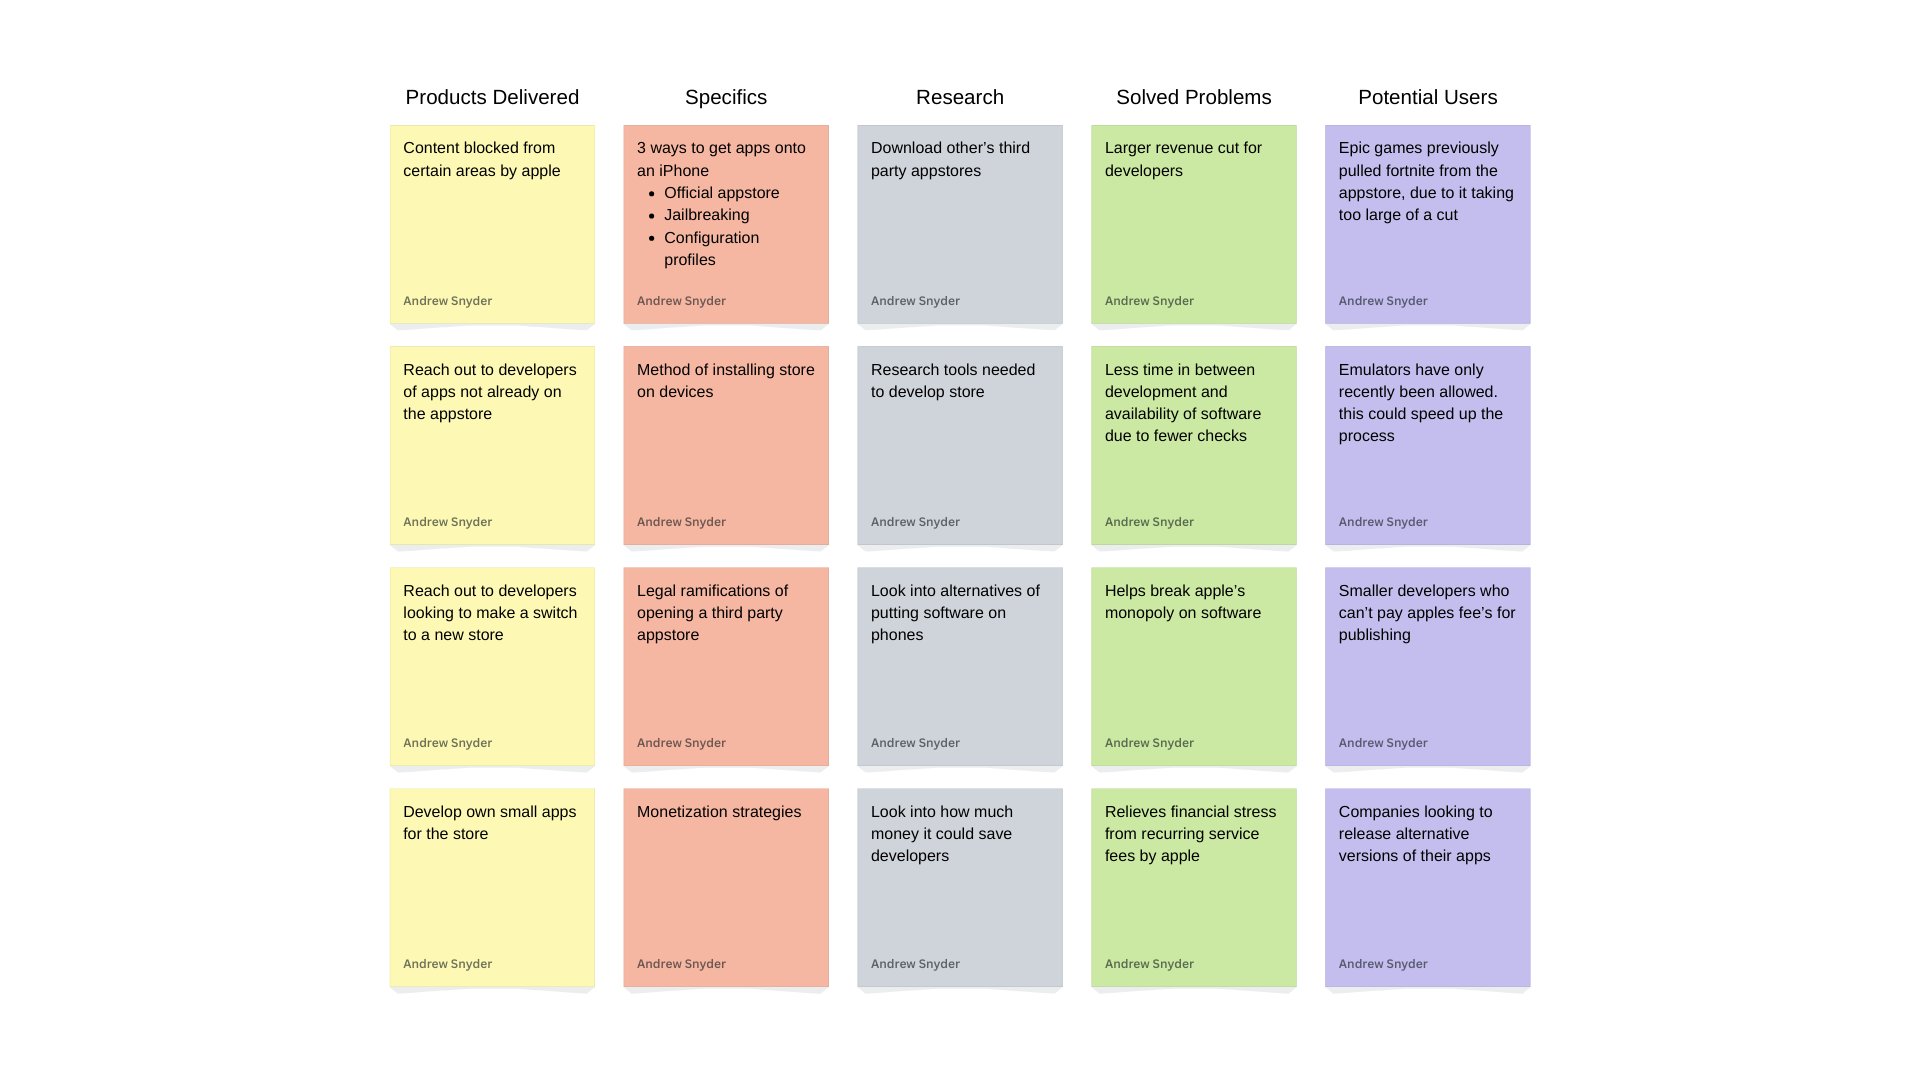 Products Delivered
Specifics
Research
Solved Problems
Potential Users
Content blocked from
certain areas by apple
Andrew Snyder
3 ways to get apps onto
an iPhone
• Official appstore
• Jailbreaking
• Configuration
profiles
Andrew Snyder
Download other’s third
party appstores
Andrew Snyder
Larger revenue cut for
developers
Andrew Snyder
Epic games previously
pulled fortnite from the
appstore, due to it taking
too large of a cut
Andrew Snyder
Reach out to developers
of apps not already on
the appstore
Andrew Snyder
Method of installing store
on devices
Andrew Snyder
Research tools needed
to develop store
Andrew Snyder
Less time in between
development and
availability of software
due to fewer checks
Andrew Snyder
Emulators have only
recently been allowed.
this could speed up the
process
Andrew Snyder
Reach out to developers
looking to make a switch
to a new store
Andrew Snyder
Legal ramifications of
opening a third party
appstore
Andrew Snyder
Look into alternatives of
putting software on
phones
Andrew Snyder
Helps break apple’s
monopoly on software
Andrew Snyder
Smaller developers who
can’t pay apples fee’s for
publishing
Andrew Snyder
Develop own small apps
for the store
Andrew Snyder
Monetization strategies
Andrew Snyder
Look into how much
money it could save
developers
Andrew Snyder
Relieves financial stress
from recurring service
fees by apple
Andrew Snyder
Companies looking to
release alternative
versions of their apps
Andrew Snyder